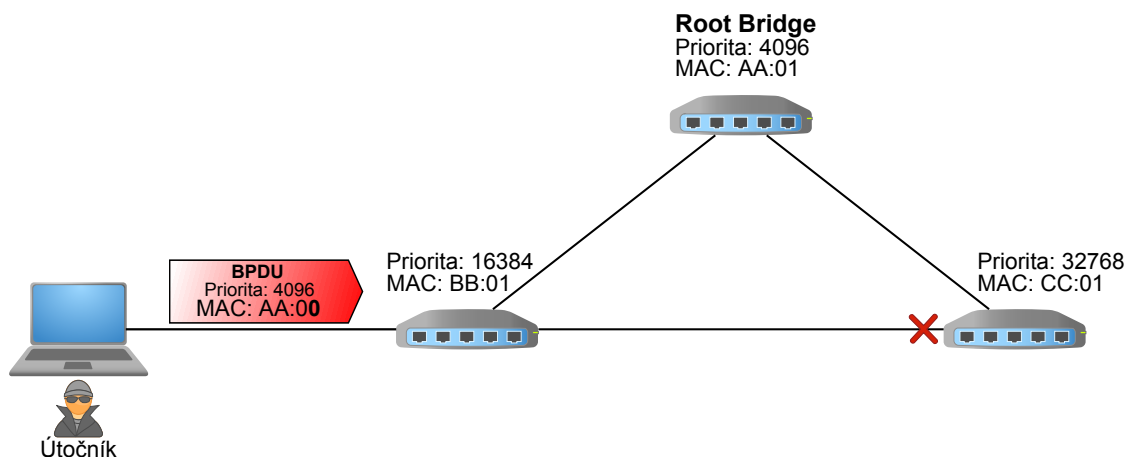 Root Bridge
Priorita: 4096
MAC: AA:01
BPDU
Priorita: 4096
MAC: AA:00
Priorita: 16384
MAC: BB:01
Priorita: 32768
MAC: CC:01
Útočník